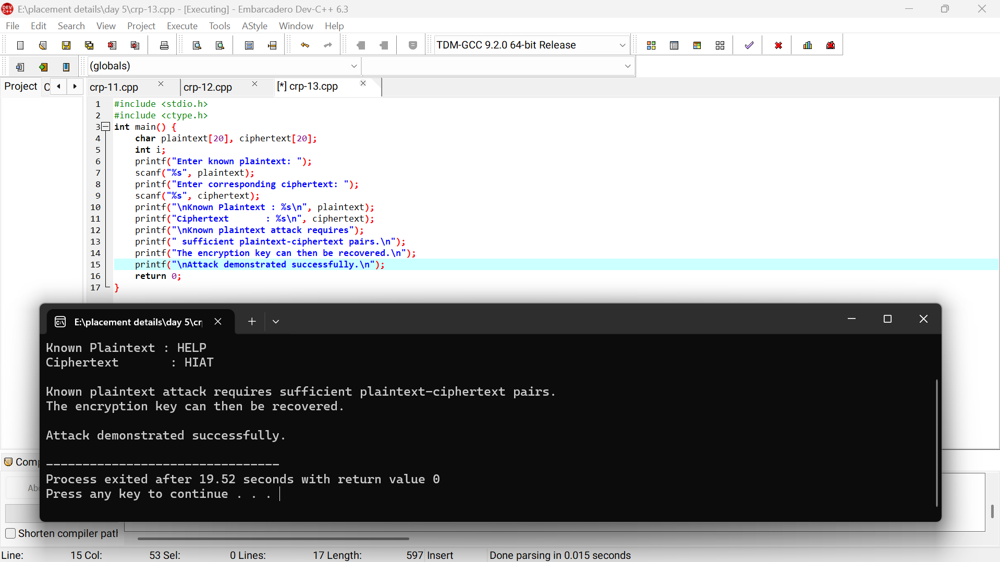 E:\placement details\day 5\crp-13.cpp - [Executing] - Embarcadero Dev-C++ 6.3
File Edit Search View Project Execute Tools AStyle Window Help
TDM-GCC 9.2.0 64-bit Release
(globals)
Project crp-11.cpp crp-12.cpp [*] crp-13.cpp
1 #include <stdio.h>
2 #include <ctype.h>
3 int main() {
4 char plaintext[20], ciphertext[20];
5 int i;
6 printf("Enter known plaintext: ");
7 scanf("%s", plaintext);
8 printf("Enter corresponding ciphertext: ");
9 scanf("%s", ciphertext);
10 printf("\nKnown Plaintext : %s\n", plaintext);
11 printf("Ciphertext       : %s\n", ciphertext);
12 printf("\nKnown plaintext attack requires");
13 printf(" sufficient plaintext-ciphertext pairs.\n");
14 printf("The encryption key can then be recovered.\n");
15 printf("\nAttack demonstrated successfully.\n");
16 return 0;
17 }
E:\placement details\day 5\cr
Known Plaintext : HELP
Ciphertext       : HIAT
Known plaintext attack requires sufficient plaintext-ciphertext pairs.
The encryption key can then be recovered.
Attack demonstrated successfully.
--------------------------------
Process exited after 19.52 seconds with return value 0
Press any key to continue . . .
Comp
Shorten compiler pat
Line: 15 Col: 53 Sel: 0 Lines: 17 Length: 597 Insert Done parsing in 0.015 seconds